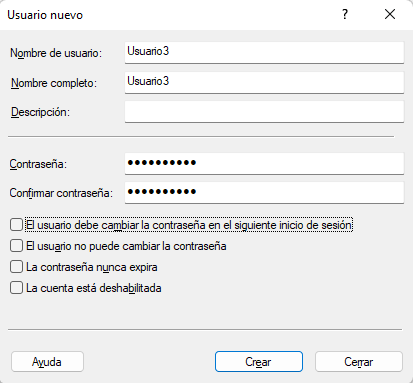 Usuario nuevo ? ×
Nombre de usuario: Usuario3
Nombre completo: Usuario3
Descripción:
Contraseña: ●●●●●●●●●●
Confirmar contraseña: ●●●●●●●●●●
El usuario debe cambiar la contraseña en el siguiente inicio de sesión
El usuario no puede cambiar la contraseña
La contraseña nunca expira
La cuenta está deshabilitada
Ayuda Crear Cerrar